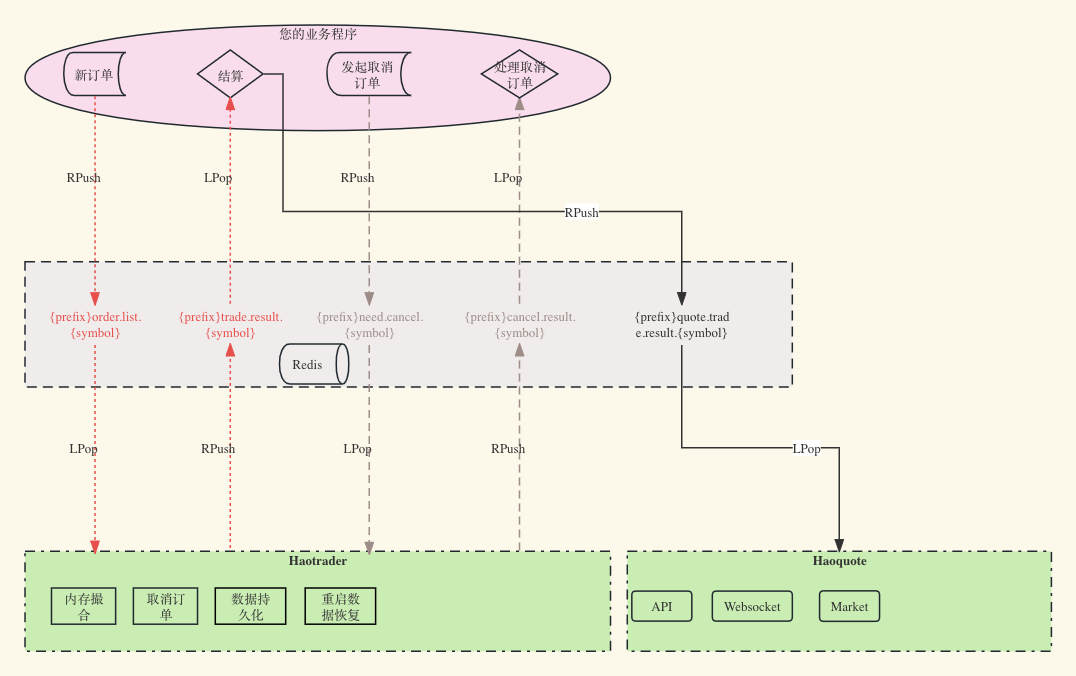 您的业务程序
新订单
结算
发起取消
订单
处理取消
订单
RPush
LPop
RPush
LPop
RPush
{prefix}order.list.
{symbol}
{prefix}trade.result.
{symbol}
{prefix}need.cancel.
{symbol}
{prefix}cancel.result.
{symbol}
{prefix}quote.trad
e.result.{symbol}
Redis
LPop
RPush
LPop
RPush
LPop
Haotrader
内存撮
合
取消订
单
数据持
久化
重启数
据恢复
Haoquote
API
Websocket
Market